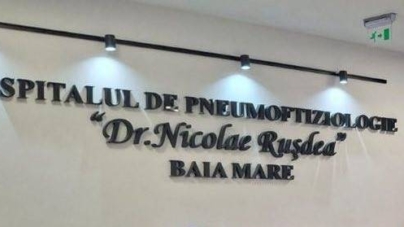 SPITALUL DE PNEUMOFTIZIOLOGIE
“Dr.Nicolae Rușdea”
BAIA MARE